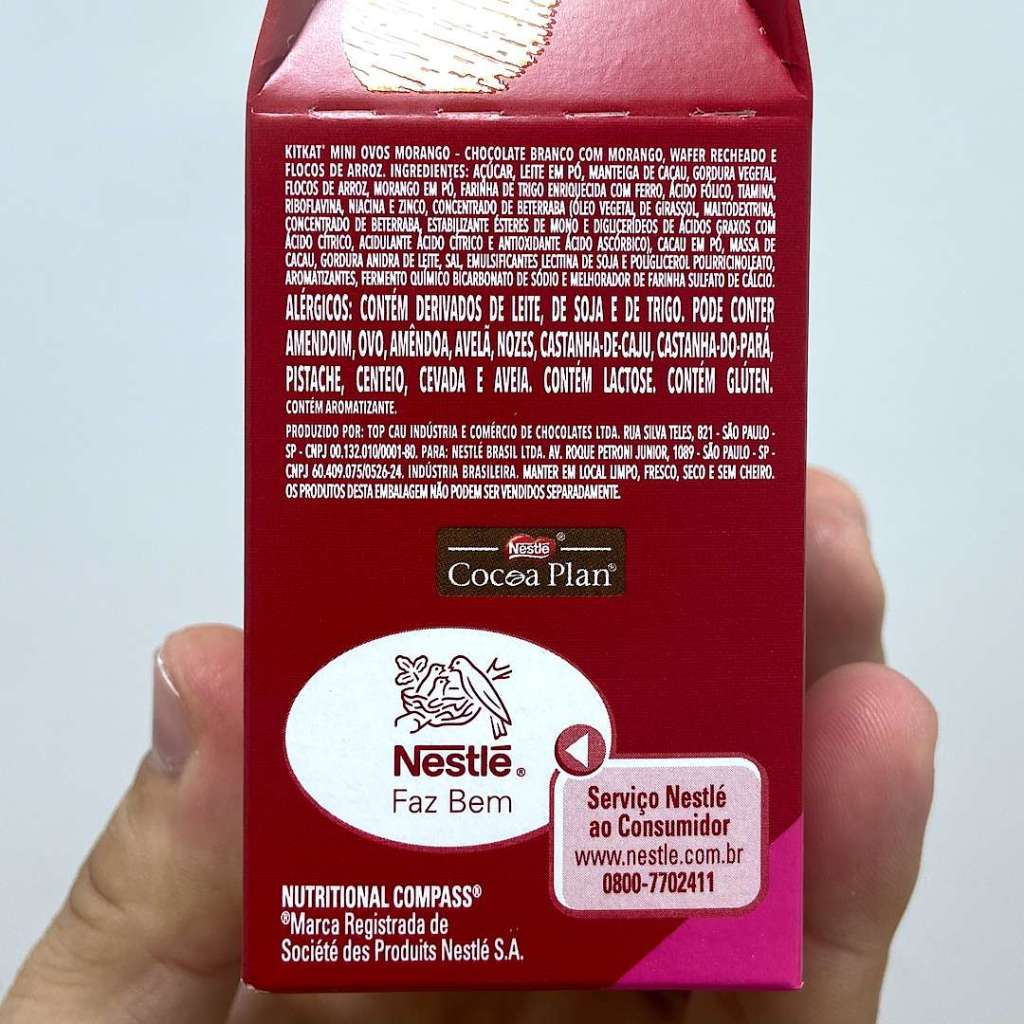 KITKAT® MINI OVOS MORANGO - CHOCOLATE BRANCO COM MORANGO, WAFER RECHEADO E
FLOCOS DE ARROZ. INGREDIENTES: AÇÚCAR, LEITE EM PÓ, MANTEIGA DE CACAU, GORDURA VEGETAL,
FLOCOS DE ARROZ, MORANGO EM PÓ, FARINHA DE TRIGO ENRIQUECIDA COM FERRO, ÁCIDO FÓLICO, TIAMINA,
RIBOFLAVINA, NIACINA E ZINCO, CONCENTRADO DE BETERRABA (ÓLEO VEGETAL DE GIRASSOL, MALTODEXTRINA,
CONCENTRADO DE BETERRABA, ESTABILIZANTE ÉSTERES DE MONO E DIGLICERÍDEOS DE ÁCIDOS GRAXOS COM
ÁCIDO CÍTRICO, ACIDULANTE ÁCIDO CÍTRICO E ANTIOXIDANTE ÁCIDO ASCÓRBICO), CACAU EM PÓ, MASSA DE
CACAU, GORDURA ANIDRA DE LEITE, SAL, EMULSIFICANTES LECITINA DE SOJA E POLIGLICEROL POLIRRICINOLEATO,
AROMATIZANTES, FERMENTO QUÍMICO BICARBONATO DE SÓDIO E MELHORADOR DE FARINHA SULFATO DE CÁLCIO.
ALÉRGICOS: CONTÉM DERIVADOS DE LEITE, DE SOJA E DE TRIGO. PODE CONTER
AMENDOIM, OVO, AMÊNDOA, AVELÃ, NOZES, CASTANHA-DE-CAJU, CASTANHA-DO-PARÁ,
PISTACHE, CENTEIO, CEVADA E AVEIA. CONTÉM LACTOSE. CONTÉM GLÚTEN.
CONTÉM AROMATIZANTE.
PRODUZIDO POR: TOP CAU INDÚSTRIA E COMÉRCIO DE CHOCOLATES LTDA. RUA SILVA TELES, 821 - SÃO PAULO -
SP - CNPJ 00.132.010/0001-80. PARA: NESTLÉ BRASIL LTDA. AV. ROQUE PETRONI JUNIOR, 1089 - SÃO PAULO - SP -
CNPJ 60.409.075/0526-24. INDÚSTRIA BRASILEIRA. MANTER EM LOCAL LIMPO, FRESCO, SECO E SEM CHEIRO.
OS PRODUTOS DESTA EMBALAGEM NÃO PODEM SER VENDIDOS SEPARADAMENTE.
Nestlé®
Cocoa Plan®
Nestlé®
Faz Bem
Serviço Nestlé
ao Consumidor
www.nestle.com.br
0800-7702411
NUTRITIONAL COMPASS®
®Marca Registrada de
Société des Produits Nestlé S.A.